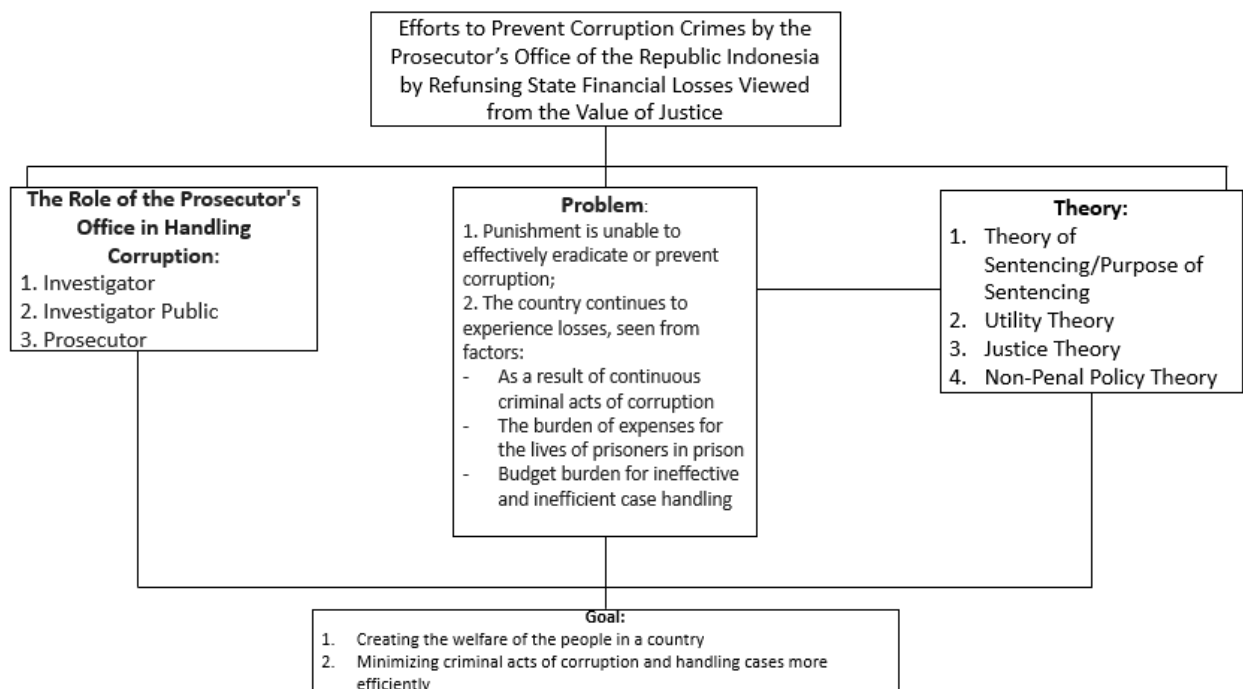 Efforts to Prevent Corruption Crimes by the
Prosecutor's Office of the Republic Indonesia
by Refunsing State Financial Losses Viewed
from the Value of Justice
The Role of the Prosecutor's
Office in Handling
Corruption:
1. Investigator
2. Investigator Public
3. Prosecutor
Problem:
1. Punishment is unable to
effectively eradicate or prevent
corruption;
2. The country continues to
experience losses, seen from
factors:
- As a result of continuous
criminal acts of corruption
- The burden of expenses for
the lives of prisoners in prison
- Budget burden for ineffective
and inefficient case handling
Theory:
1. Theory of
Sentencing/Purpose of
Sentencing
2. Utility Theory
3. Justice Theory
4. Non-Penal Policy Theory
Goal:
1. Creating the welfare of the people in a country
2. Minimizing criminal acts of corruption and handling cases more
efficiently